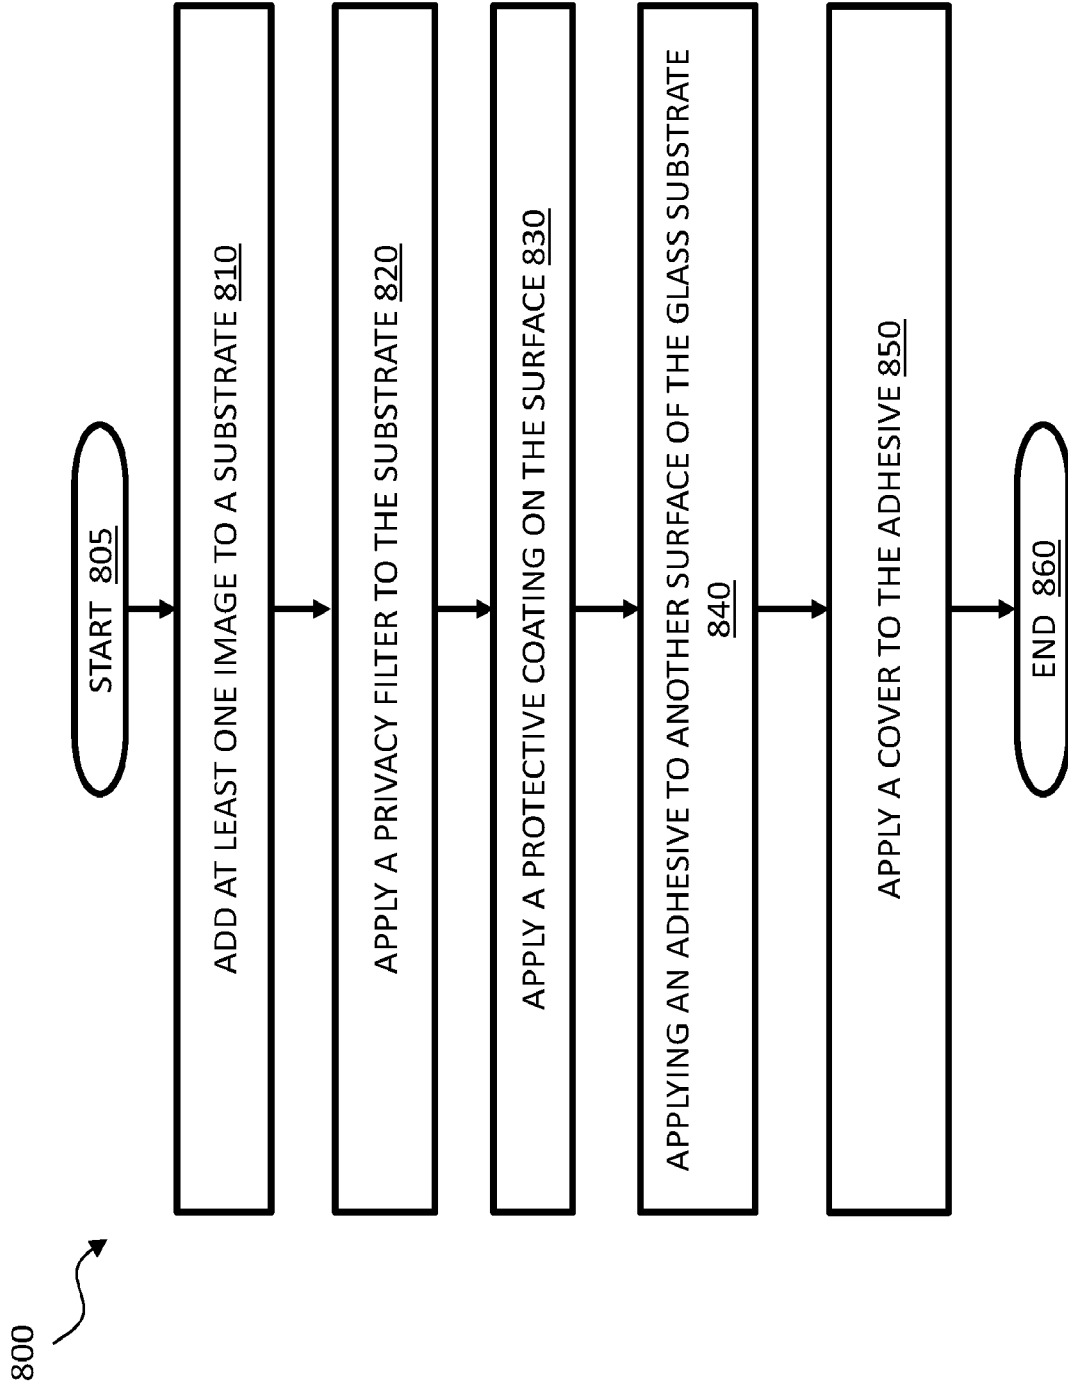 800
START 805
ADD AT LEAST ONE IMAGE TO A SUBSTRATE 810
APPLY A PRIVACY FILTER TO THE SUBSTRATE 820
APPLY A PROTECTIVE COATING ON THE SURFACE 830
APPLYING AN ADHESIVE TO ANOTHER SURFACE OF THE GLASS SUBSTRATE
840
APPLY A COVER TO THE ADHESIVE 850
END 860